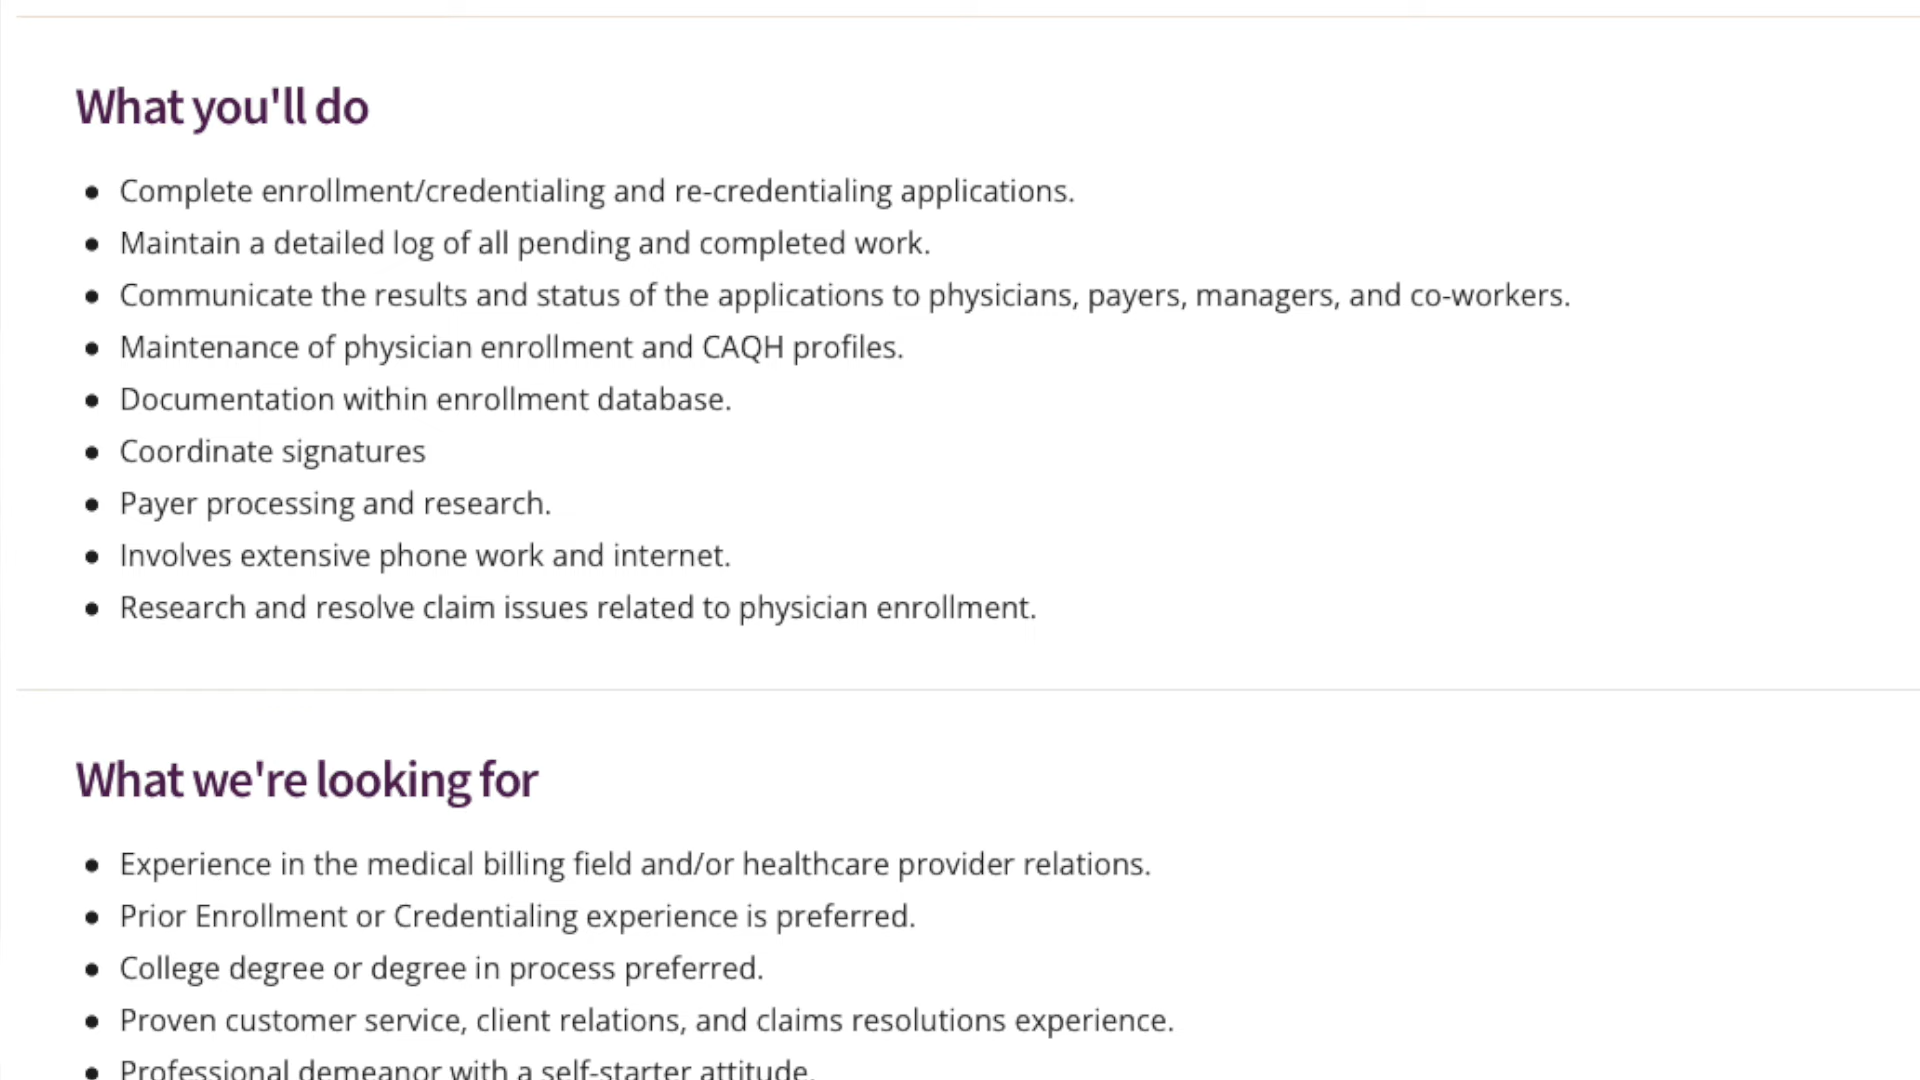 What you'll do
Complete enrollment/credentialing and re-credentialing applications.
Maintain a detailed log of all pending and completed work.
Communicate the results and status of the applications to physicians, payers, managers, and co-workers.
Maintenance of physician enrollment and CAQH profiles.
Documentation within enrollment database.
Coordinate signatures
Payer processing and research.
Involves extensive phone work and internet.
Research and resolve claim issues related to physician enrollment.
What we're looking for
Experience in the medical billing field and/or healthcare provider relations.
Prior Enrollment or Credentialing experience is preferred.
College degree or degree in process preferred.
Proven customer service, client relations, and claims resolutions experience.
Professional demeanor with a self-starter attitude.